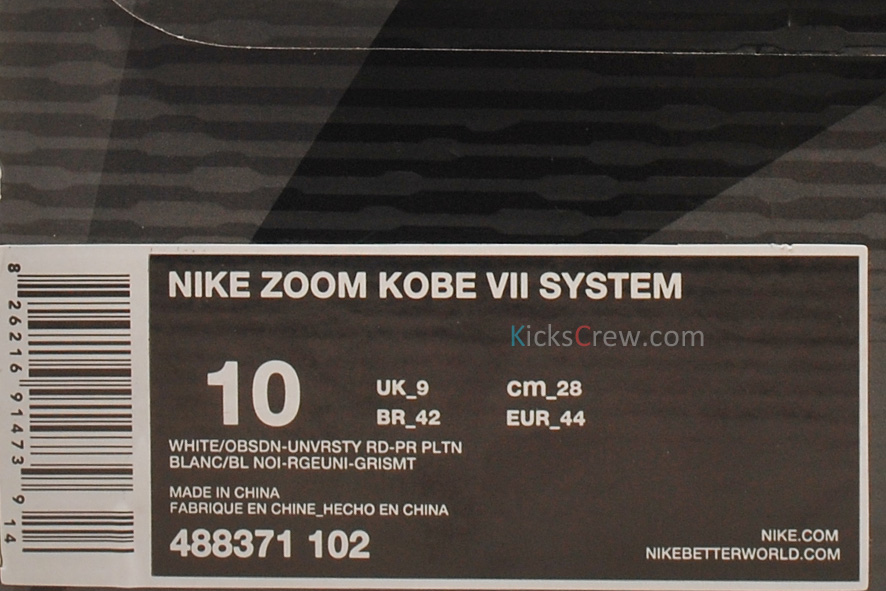 NIKE ZOOM KOBE VII SYSTEM
KicksCrew.com
10
UK_9 cm_28
BR_42 EUR_44
WHITE/OBSDN-UNVRSTY RD-PR PLTN
BLANC/BL NOI-RGEUNI-GRISMT
MADE IN CHINA
FABRIQUE EN CHINE_HECHO EN CHINA
488371 102
NIKE.COM
NIKEBETTERWORLD.COM
8 26216 91473 9 14